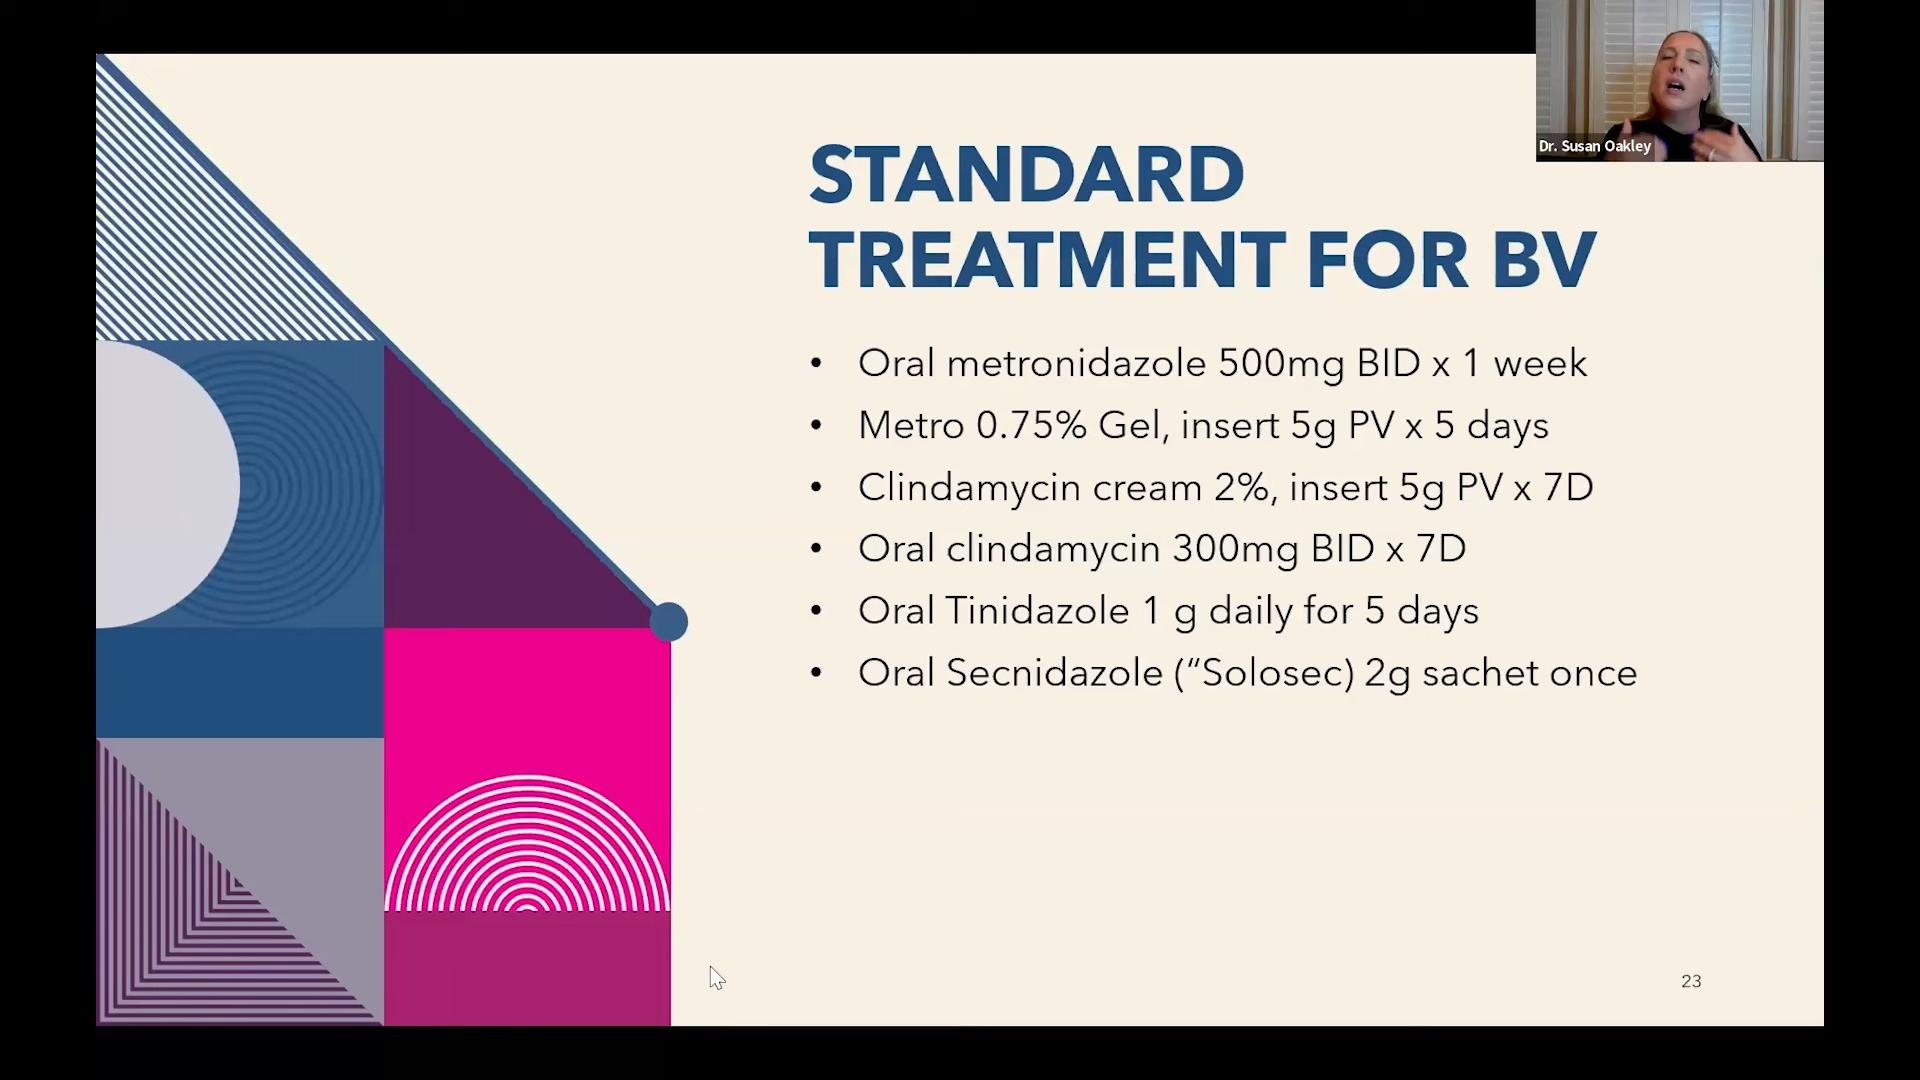 Dr. Susan Oakley
STANDARD
TREATMENT FOR BV
• Oral metronidazole 500mg BID x 1 week
• Metro 0.75% Gel, insert 5g PV x 5 days
• Clindamycin cream 2%, insert 5g PV x 7D
• Oral clindamycin 300mg BID x 7D
• Oral Tinidazole 1 g daily for 5 days
• Oral Secnidazole (“Solosec) 2g sachet once
23